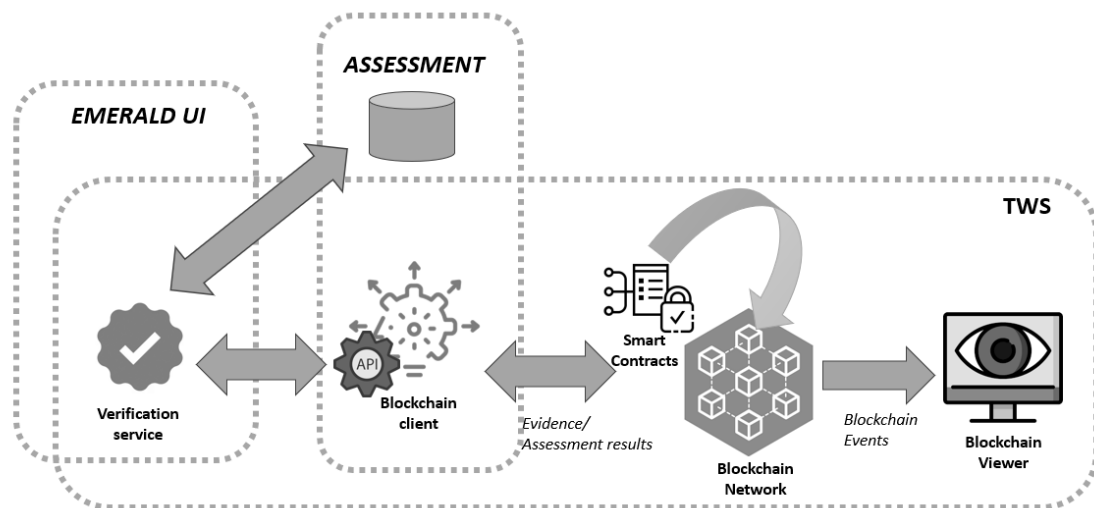 ASSESSMENT
EMERALD UI
TWS
API
Smart
Contracts
Verification
service
Blockchain
client
Evidence/
Assessment results
Blockchain
Network
Blockchain
Events
Blockchain
Viewer